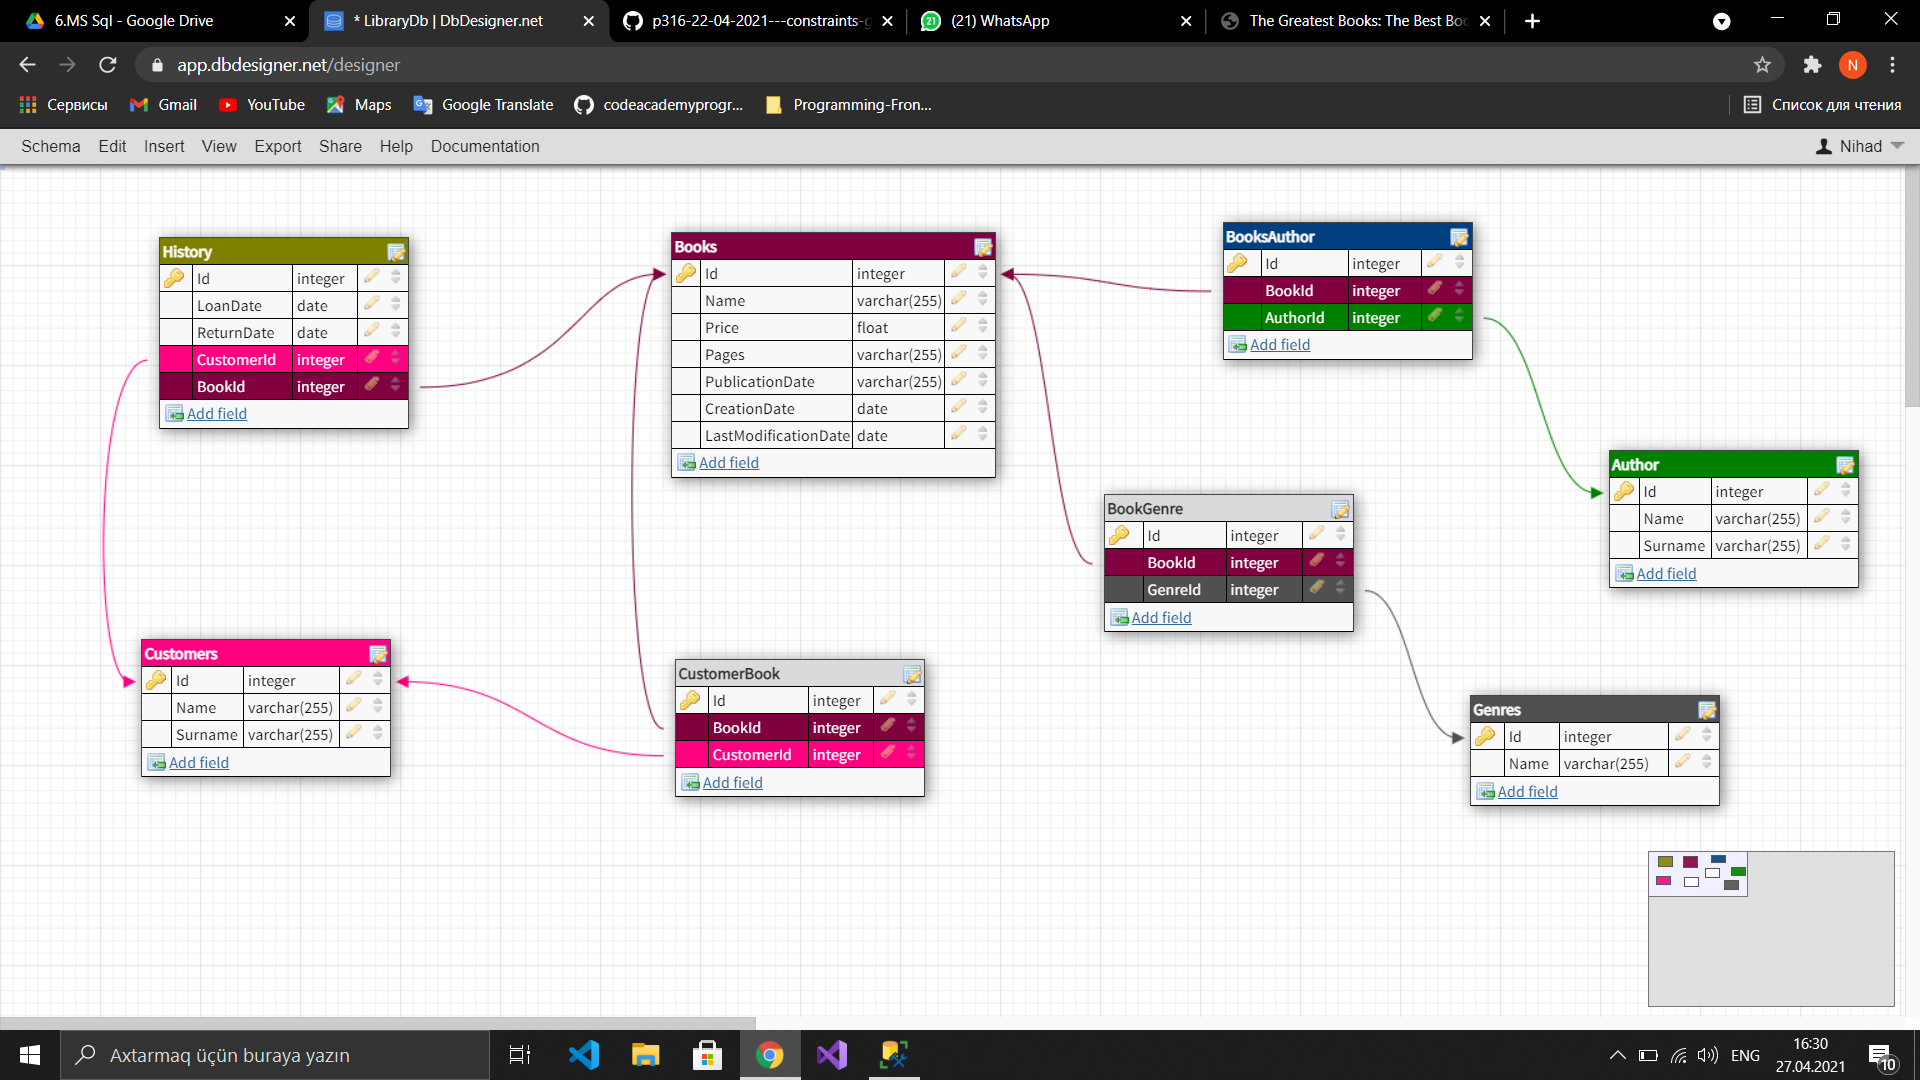 6.MS Sql - Google Drive
* LibraryDb | DbDesigner.net
p316-22-04-2021---constraints-g
(21) WhatsApp
The Greatest Books: The Best Boo
app.dbdesigner.net/designer
N
Сервисы
Gmail
YouTube
Maps
Google Translate
codeacademyprogr...
Programming-Fron...
Список для чтения
Schema Edit Insert View Export Share Help Documentation
Nihad
History
Id integer
LoanDate date
ReturnDate date
CustomerId integer
BookId integer
Add field
Books
Id integer
Name varchar(255)
Price float
Pages varchar(255)
PublicationDate varchar(255)
CreationDate date
LastModificationDate date
Add field
BooksAuthor
Id integer
BookId integer
AuthorId integer
Add field
Author
Id integer
Name varchar(255)
Surname varchar(255)
Add field
BookGenre
Id integer
BookId integer
GenreId integer
Add field
Customers
Id integer
Name varchar(255)
Surname varchar(255)
Add field
CustomerBook
Id integer
BookId integer
CustomerId integer
Add field
Genres
Id integer
Name varchar(255)
Add field
Axtarmaq üçün buraya yazın
ENG
16:30
27.04.2021
10